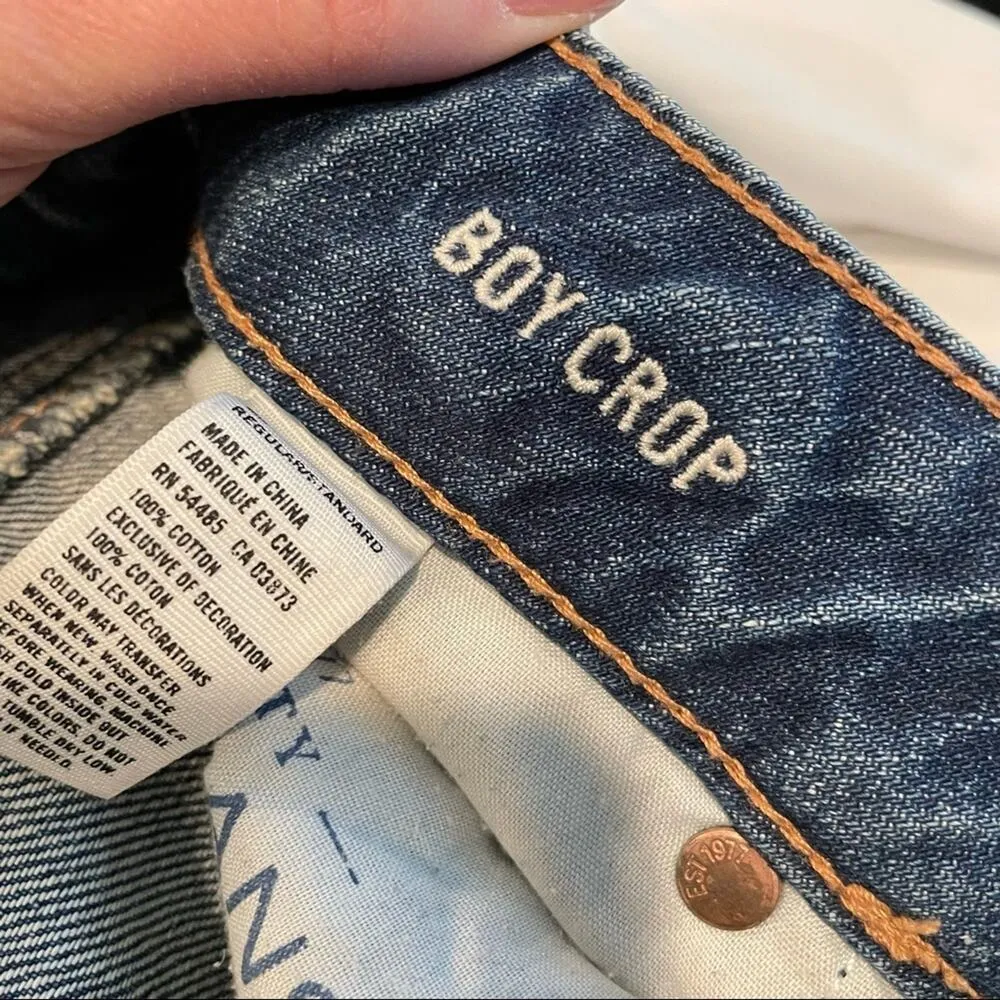 BOY CROP
REGULAR/STANDARD
MADE IN CHINA
FABRIQUÉ EN CHINE
RN 54485 CA 03873
100% COTTON
EXCLUSIVE OF DECORATION
100% COTON
SANS LES DÉCORATIONS
COLOR MAY TRANSFER
WHEN NEW WASH DARK
SEPARATELY IN COLD WATER
BEFORE WEARING. MACHINE
COLD INSIDE OUT
LIKE COLORS. DO NOT
TUMBLE DRY LOW
IF NEEDED.
EST 1977